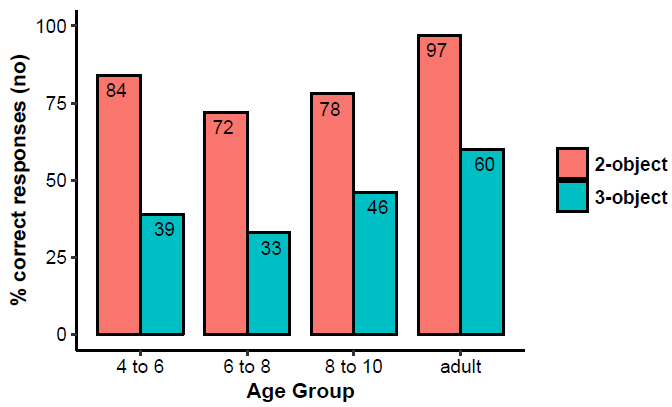 % correct responses (no)
100
75
50
25
0
84
39
72
33
78
46
97
60
4 to 6
6 to 8
8 to 10
adult
Age Group
2-object
3-object